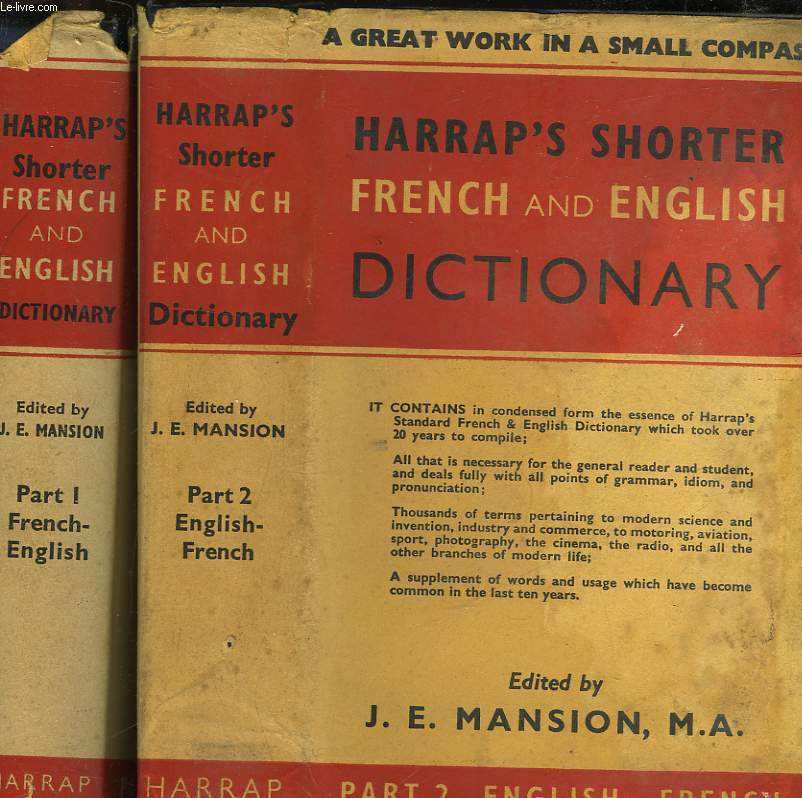 © Le-livre.com
HARRAP'S
Shorter
FRENCH
AND
ENGLISH
DICTIONARY
Edited by
J. E. MANSION
Part 1
French-
English
HARRAP
HARRAP'S
Shorter
FRENCH
AND
ENGLISH
Dictionary
Edited by
J. E. MANSION
Part 2
English-
French
HARRAP
A GREAT WORK IN A SMALL COMPAS
HARRAP'S SHORTER
FRENCH AND ENGLISH
DICTIONARY
IT CONTAINS in condensed form the essence of Harrap's
Standard French & English Dictionary which took over
20 years to compile;
All that is necessary for the general reader and student,
and deals fully with all points of grammar, idiom, and
pronunciation;
Thousands of terms pertaining to modern science and
invention, industry and commerce, to motoring, aviation,
sport, photography, the cinema, the radio, and all the
other branches of modern life;
A supplement of words and usage which have become
common in the last ten years.
Edited by
J. E. MANSION, M.A.
PART 2 ENGLISH - FRENCH